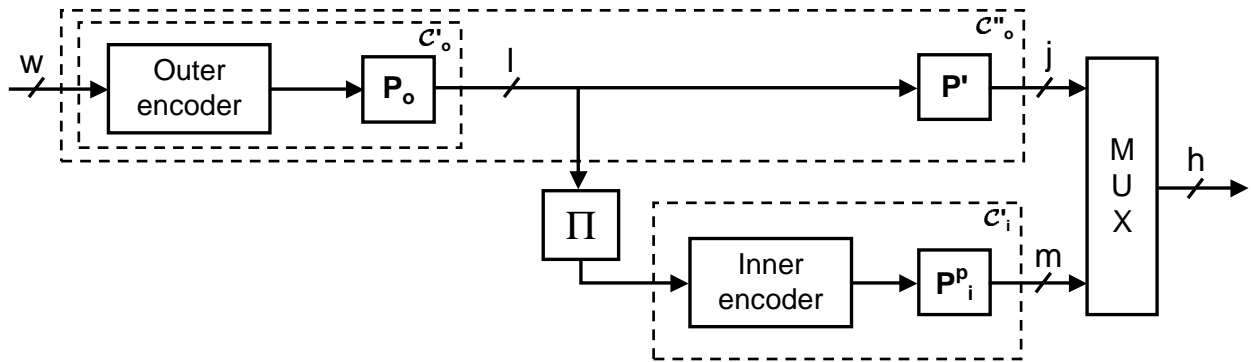 C'o
C"o
w
Outer
encoder
Po
l
P'
j
M
U
X
h
Π
C'i
Inner
encoder
Ppi
m